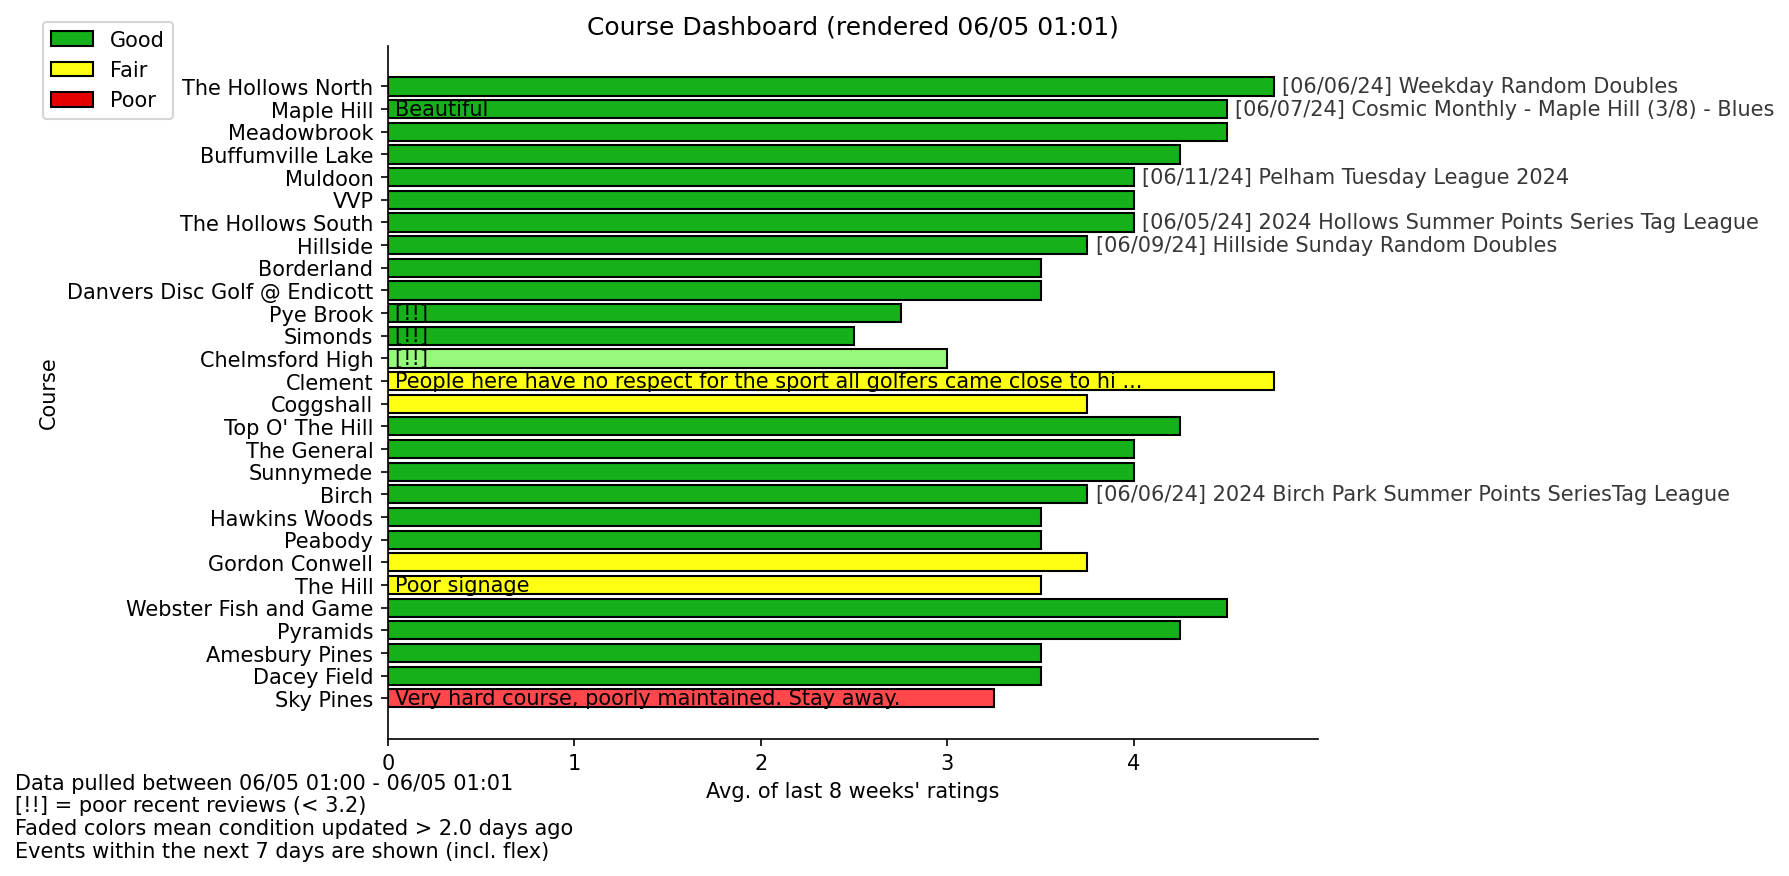 Course Dashboard (rendered 06/05 01:01)
Good
Fair
Poor
The Hollows North [06/06/24] Weekday Random Doubles
Maple Hill Beautiful [06/07/24] Cosmic Monthly - Maple Hill (3/8) - Blues
Meadowbrook
Buffumville Lake
Muldoon [06/11/24] Pelham Tuesday League 2024
VVP
The Hollows South [06/05/24] 2024 Hollows Summer Points Series Tag League
Hillside [06/09/24] Hillside Sunday Random Doubles
Borderland
Danvers Disc Golf @ Endicott
Pye Brook [!!]
Simonds [!!]
Chelmsford High [!!]
Clement People here have no respect for the sport all golfers came close to hi ...
Coggshall
Top O' The Hill
The General
Sunnymede
Birch [06/06/24] 2024 Birch Park Summer Points SeriesTag League
Hawkins Woods
Peabody
Gordon Conwell
The Hill Poor signage
Webster Fish and Game
Pyramids
Amesbury Pines
Dacey Field
Sky Pines Very hard course, poorly maintained. Stay away.
Course
0 1 2 3 4
Avg. of last 8 weeks' ratings
Data pulled between 06/05 01:00 - 06/05 01:01
[!!] = poor recent reviews (< 3.2)
Faded colors mean condition updated > 2.0 days ago
Events within the next 7 days are shown (incl. flex)